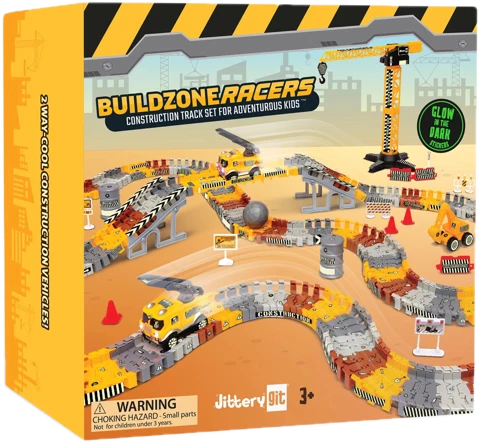 BUILDZONE RACERS
CONSTRUCTION TRACK SET FOR ADVENTUROUS KIDS™
GLOW
IN THE
DARK
STICKERS
2 WAY-COOL CONSTRUCTION VEHICLES!
CONSTRUCTION
WARNING
CHOKING HAZARD - Small parts
Not for children under 3 years.
Jittery git
3+